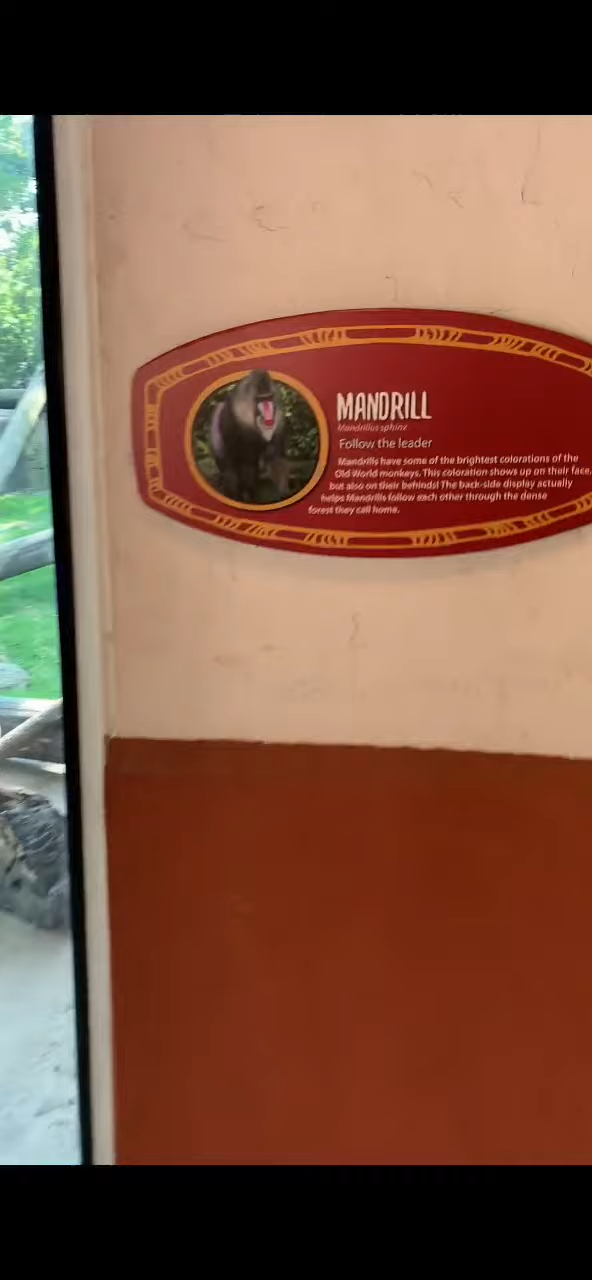 MANDRILL
Mandrillus sphinx
Follow the leader
Mandrills have some of the brightest colorations of the
Old World monkeys. This coloration shows up on their face,
but also on their behinds! The back-side display actually
helps Mandrills follow each other through the dense
forest they call home.